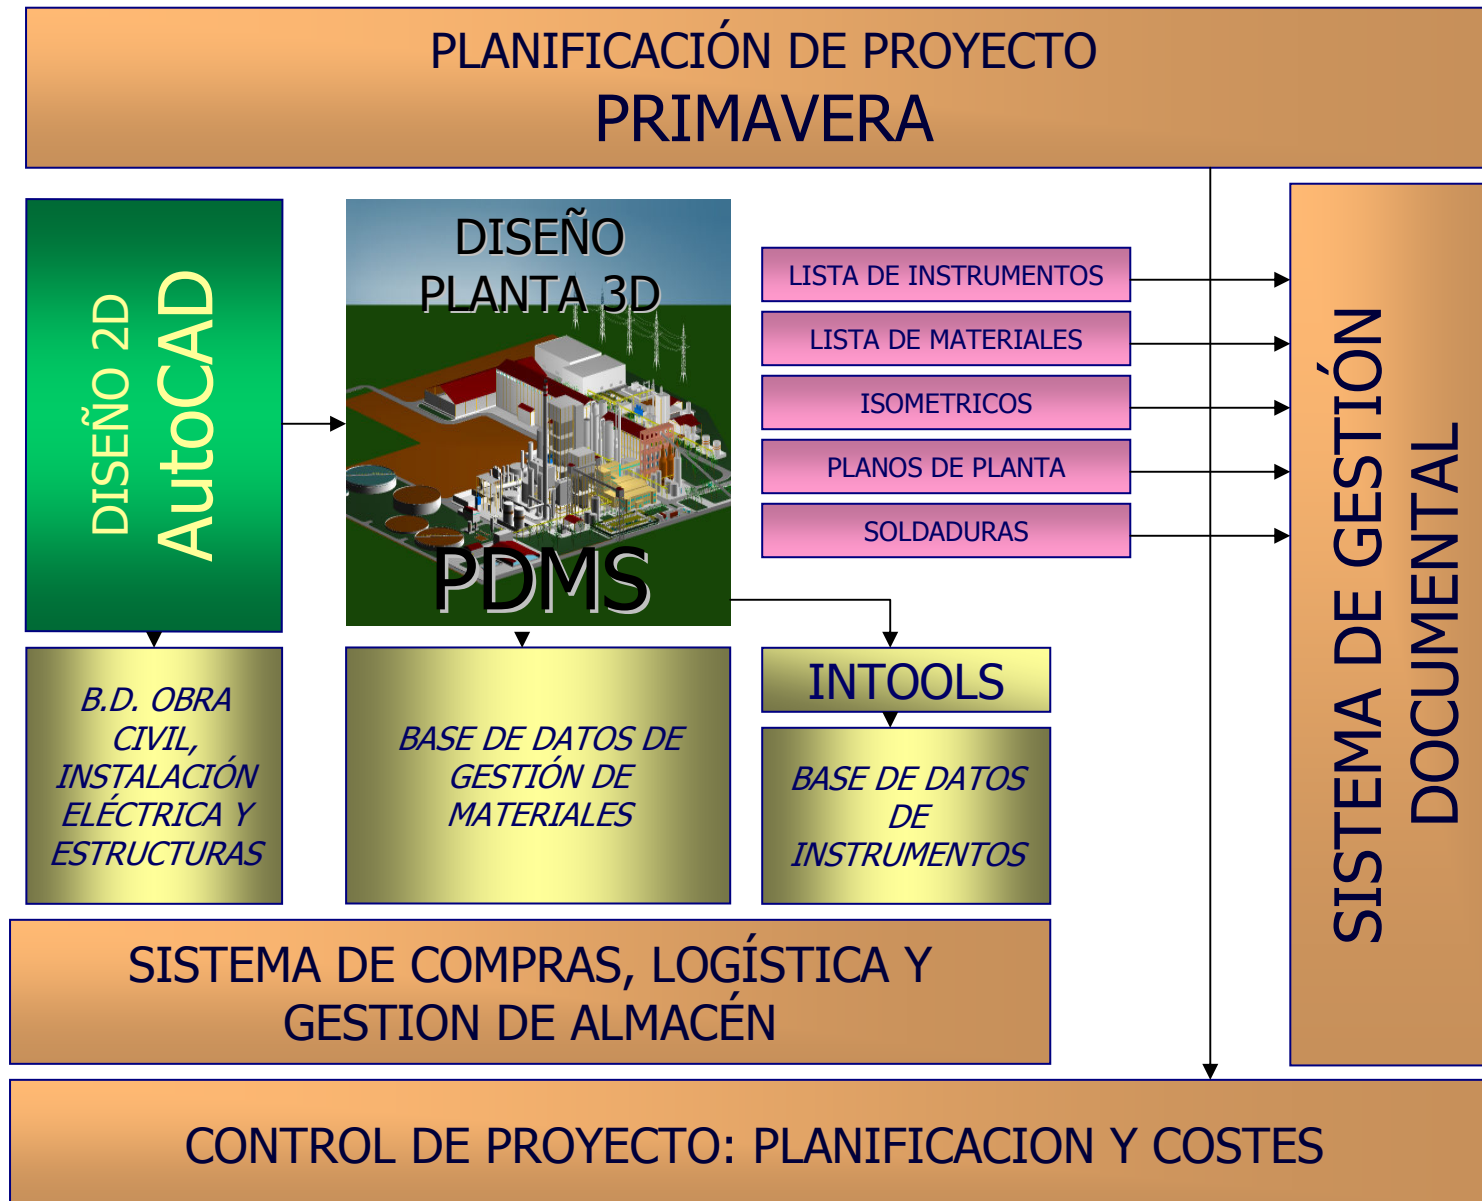 PLANIFICACIÓN DE PROYECTO
PRIMAVERA
DISEÑO 2D
AutoCAD
DISEÑO
PLANTA 3D
PDMS
LISTA DE INSTRUMENTOS
LISTA DE MATERIALES
ISOMETRICOS
PLANOS DE PLANTA
SOLDADURAS
SISTEMA DE GESTIÓN
DOCUMENTAL
B.D. OBRA
CIVIL,
INSTALACIÓN
ELÉCTRICA Y
ESTRUCTURAS
BASE DE DATOS DE
GESTIÓN DE
MATERIALES
INTOOLS
BASE DE DATOS
DE
INSTRUMENTOS
SISTEMA DE COMPRAS, LOGÍSTICA Y
GESTION DE ALMACÉN
CONTROL DE PROYECTO: PLANIFICACION Y COSTES